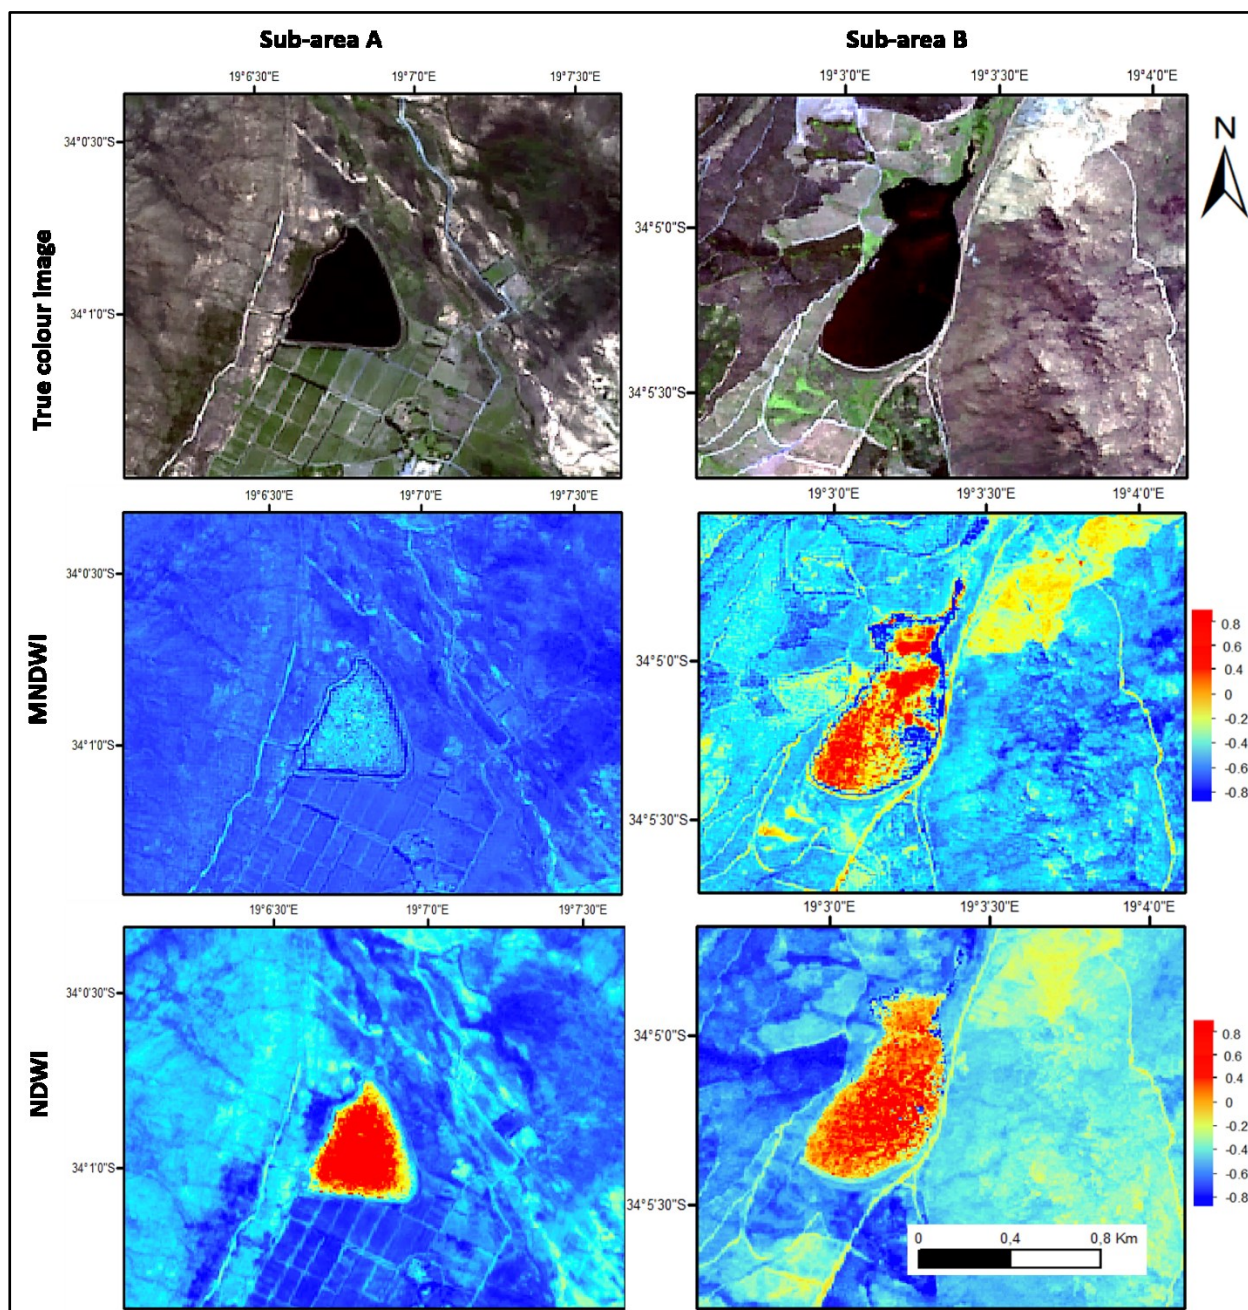 Sub-area A
Sub-area B
19°6'30"E 19°7'0"E 19°7'30"E
19°3'0"E 19°3'30"E 19°4'0"E
N
True colour image
34°0'30"S
34°1'0"S
34°5'0"S
34°5'30"S
19°6'30"E 19°7'0"E 19°7'30"E
19°3'0"E 19°3'30"E 19°4'0"E
MNDWI
34°0'30"S
34°1'0"S
34°5'0"S
34°5'30"S
0.8
0.6
0.4
0
-0.2
-0.4
-0.6
-0.8
19°6'30"E 19°7'0"E 19°7'30"E
19°3'0"E 19°3'30"E 19°4'0"E
NDWI
34°0'30"S
34°1'0"S
34°5'0"S
34°5'30"S
0.8
0.6
0.4
0
-0.2
-0.4
-0.6
-0.8
0 0,4 0,8 Km